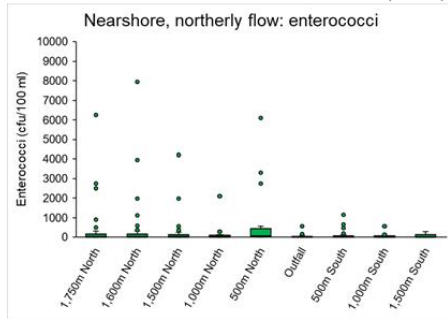 Nearshore, northerly flow: enterococci
Enterococci (cfu/100 ml)
10000
9000
8000
7000
6000
5000
4000
3000
2000
1000
0
1,750m North
1,600m North
1,500m North
1,000m North
500m North
Outfall
500m South
1,000m South
1,500m South